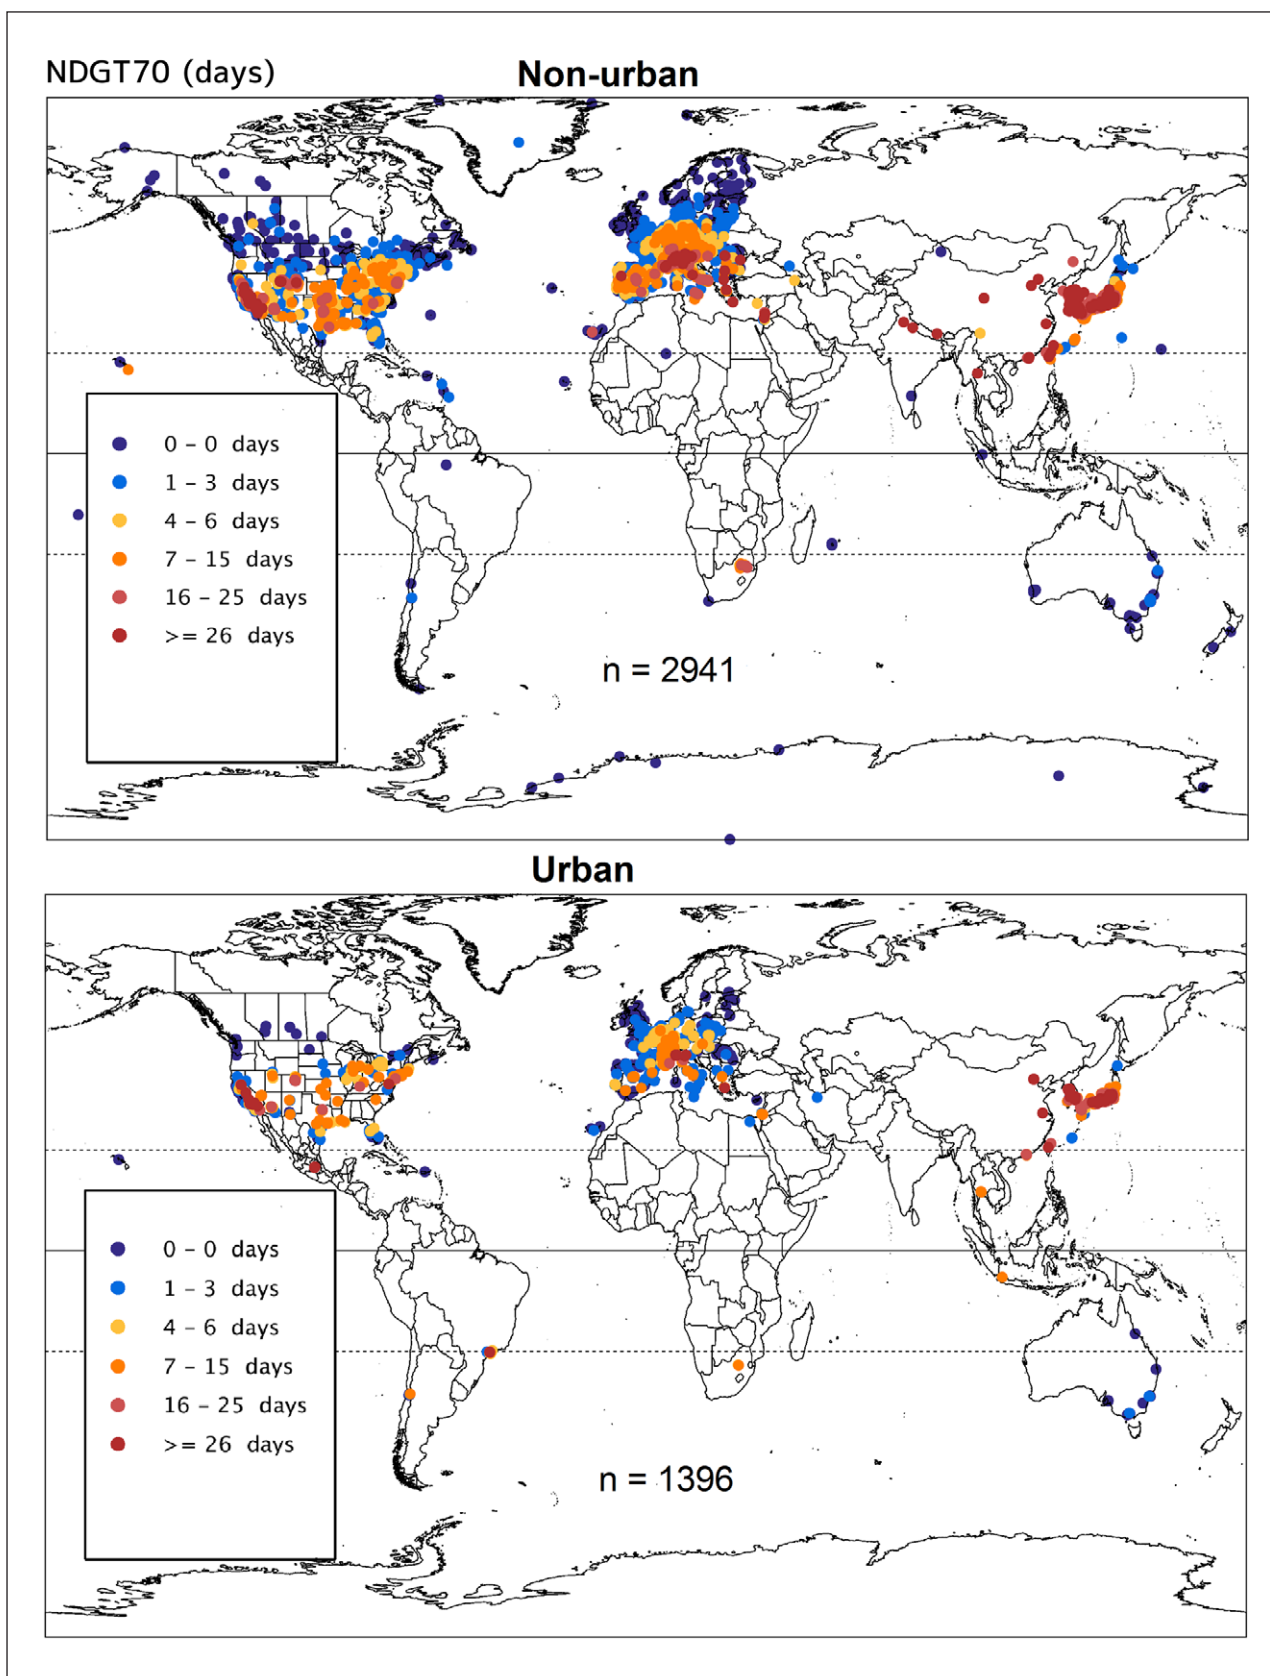 NDGT70 (days)
Non-urban
0 – 0 days
1 – 3 days
4 – 6 days
7 – 15 days
16 – 25 days
>= 26 days
n = 2941
Urban
0 – 0 days
1 – 3 days
4 – 6 days
7 – 15 days
16 – 25 days
>= 26 days
n = 1396